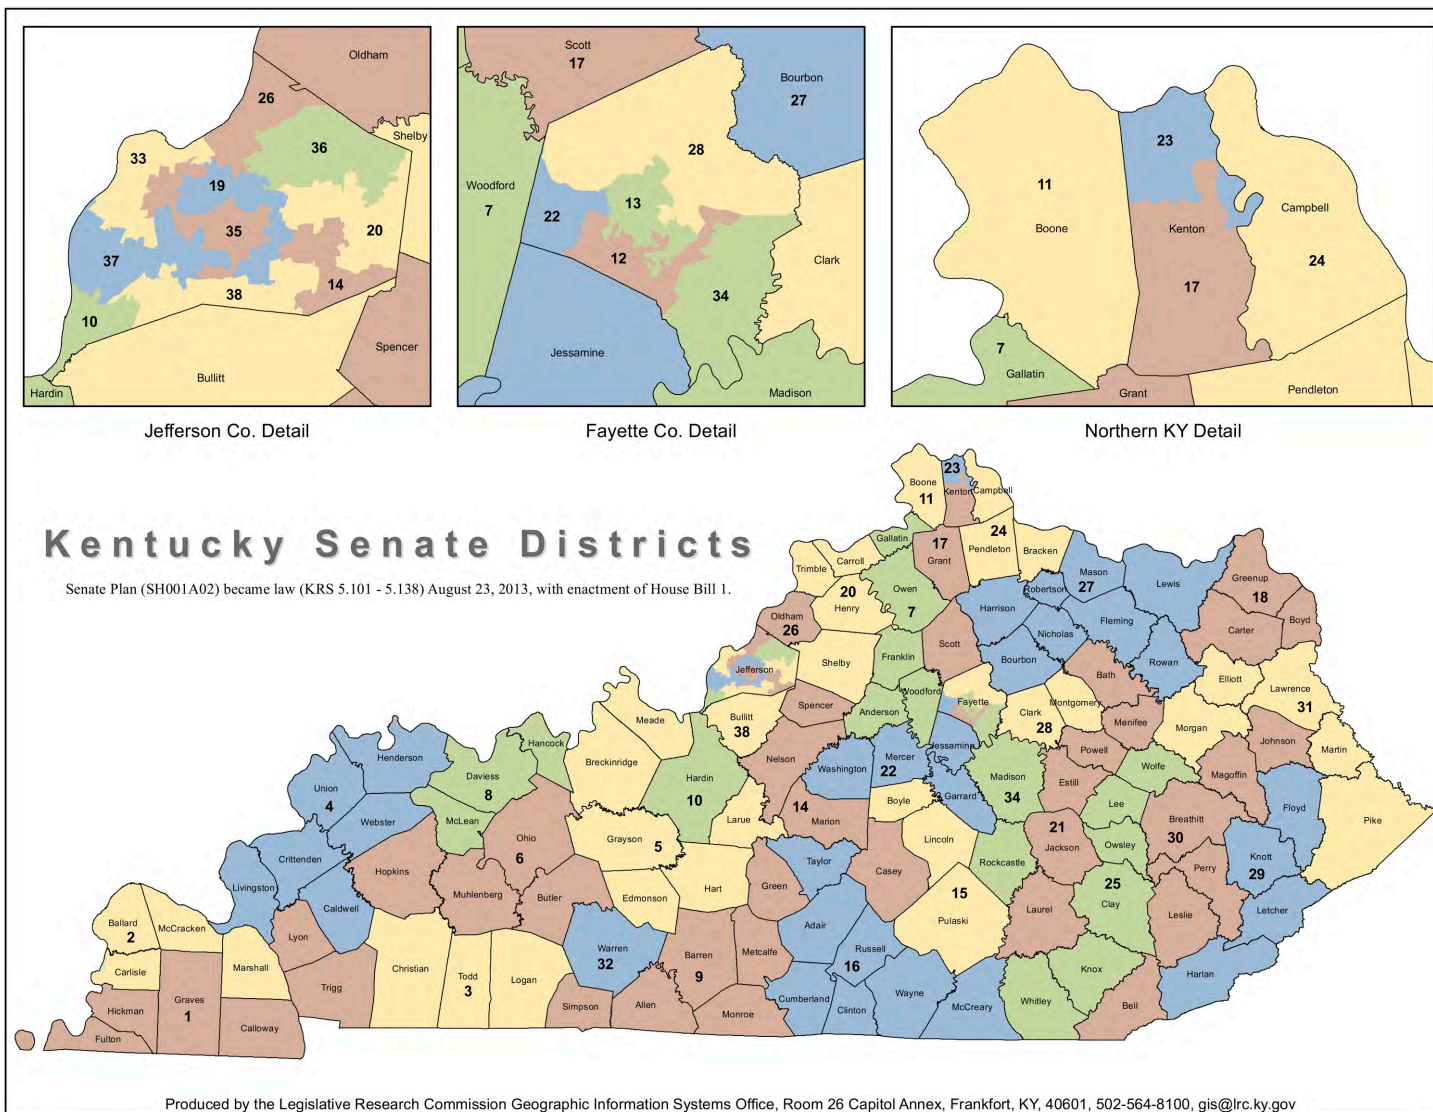 Oldham
26
Shelby
36
33
19
35
20
37
14
38
10
Spencer
Bullitt
Hardin
Jefferson Co. Detail
Scott
17
Bourbon
27
28
Woodford
7
13
22
12
Clark
34
Jessamine
Madison
Fayette Co. Detail
23
11
Boone
Campbell
Kenton
24
17
7
Gallatin
Grant
Pendleton
Northern KY Detail
Kentucky Senate Districts
Senate Plan (SH001A02) became law (KRS 5.101 - 5.138) August 23, 2013, with enactment of House Bill 1.
23
Boone
11
Kenton
Campbell
24
Gallatin
17
Grant
Pendleton
Bracken
Trimble
Carroll
Mason
27
Lewis
Greenup
18
Robertson
20
Henry
Owen
7
Harrison
Fleming
Boyd
Carter
Oldham
26
Nicholas
Scott
Franklin
Shelby
Bourbon
Rowan
Jefferson
Bath
Elliott
Lawrence
31
Woodford
Fayette
Montgomery
Spencer
Anderson
Clark
28
Menifee
Morgan
Meade
Bullitt
38
Jessamine
Powell
Johnson
Martin
Hancock
Henderson
Breckinridge
Nelson
Washington
Mercer
22
Wolfe
Magoffin
Daviess
8
Hardin
10
Madison
34
Estill
Union
4
Garrard
Boyle
Lee
Floyd
14
Marion
Larue
McLean
Webster
Breathitt
30
Pike
21
Jackson
Ohio
6
Grayson
5
Lincoln
Owsley
Knott
29
Crittenden
Taylor
Rockcastle
Perry
Hopkins
Casey
25
Clay
Livingston
Hart
Green
15
Pulaski
Muhlenberg
Butler
Edmonson
Caldwell
Laurel
Leslie
Letcher
Ballard
2
McCracken
Adair
Lyon
Warren
32
Russell
16
Metcalfe
Barren
9
Marshall
Christian
Todd
3
Logan
Knox
Harlan
Carlisle
Trigg
Wayne
Graves
1
Cumberland
Whitley
McCreary
Bell
Hickman
Simpson
Allen
Clinton
Monroe
Calloway
Fulton
Produced by the Legislative Research Commission Geographic Information Systems Office, Room 26 Capitol Annex, Frankfort, KY, 40601, 502-564-8100, gis@lrc.ky.gov